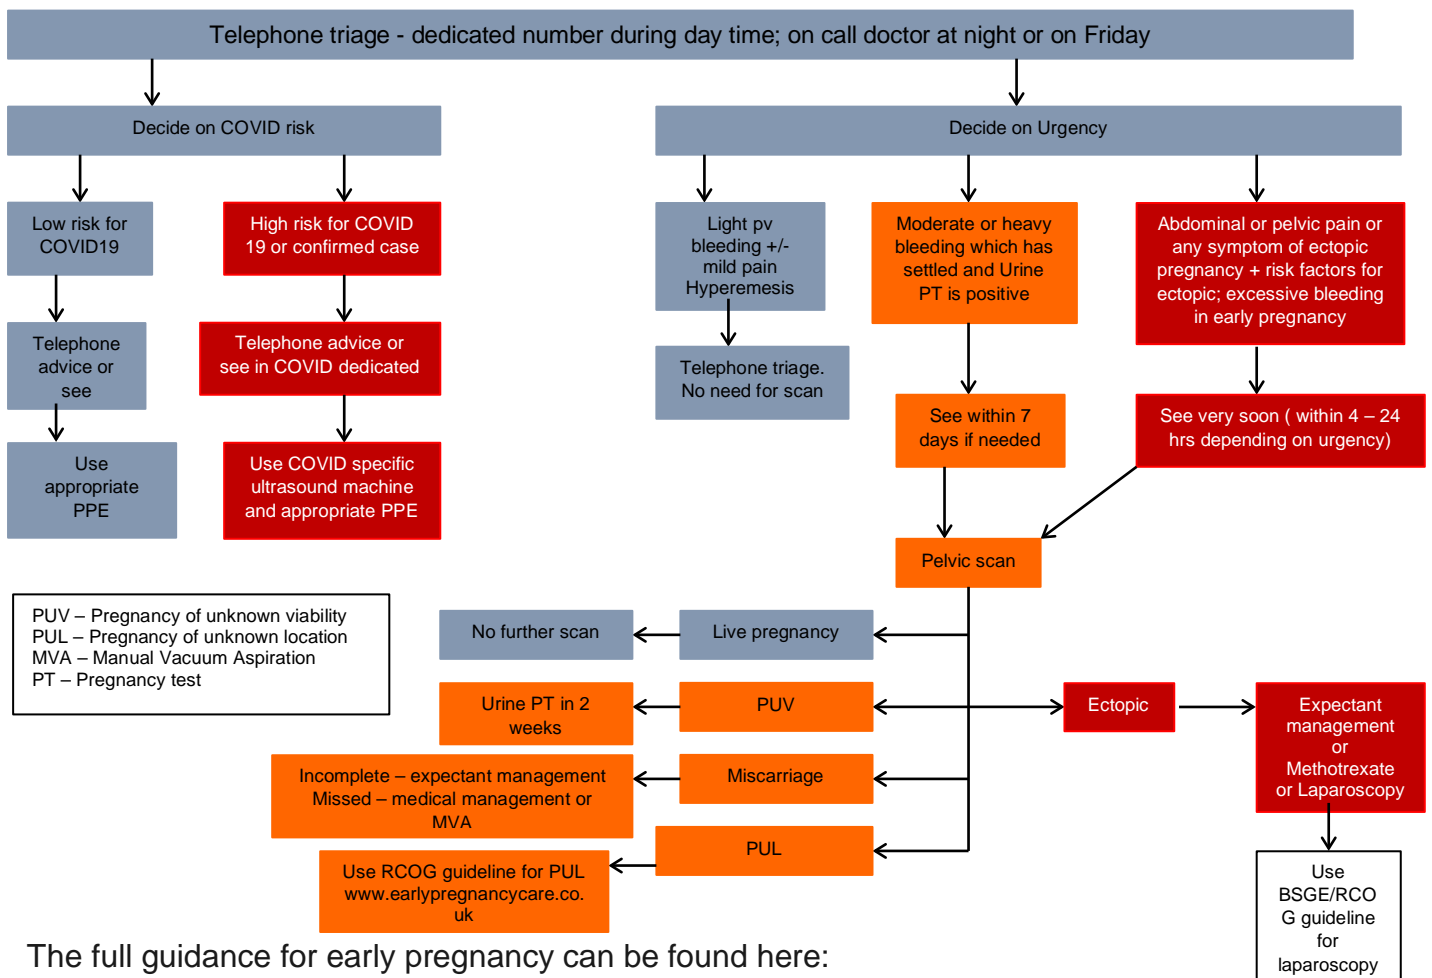 Telephone triage - dedicated number during day time; on call doctor at night or on Friday
Decide on COVID risk
Decide on Urgency
Low risk for
COVID19
High risk for COVID
19 or confirmed case
Light pv
bleeding +/-
mild pain
Hyperemesis
Moderate or heavy
bleeding which has
settled and Urine
PT is positive
Abdominal or pelvic pain or
any symptom of ectopic
pregnancy + risk factors for
ectopic; excessive bleeding
in early pregnancy
Telephone
advice or
see
Telephone advice or
see in COVID dedicated
Telephone triage.
No need for scan
See within 7
days if needed
See very soon ( within 4 – 24
hrs depending on urgency)
Use
appropriate
PPE
Use COVID specific
ultrasound machine
and appropriate PPE
Pelvic scan
PUV – Pregnancy of unknown viability
PUL – Pregnancy of unknown location
MVA – Manual Vacuum Aspiration
PT – Pregnancy test
No further scan
Live pregnancy
Urine PT in 2
weeks
PUV
Ectopic
Expectant
management
or
Methotrexate
or Laparoscopy
Incomplete – expectant management
Missed – medical management or
MVA
Miscarriage
Use RCOG guideline for PUL
www.earlypregnancycare.co.
uk
PUL
Use
BSGE/RCO
G guideline
for
laparoscopy
The full guidance for early pregnancy can be found here: